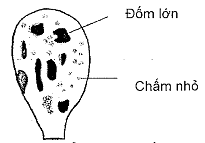 Đốm lớn
Chấm nhỏ